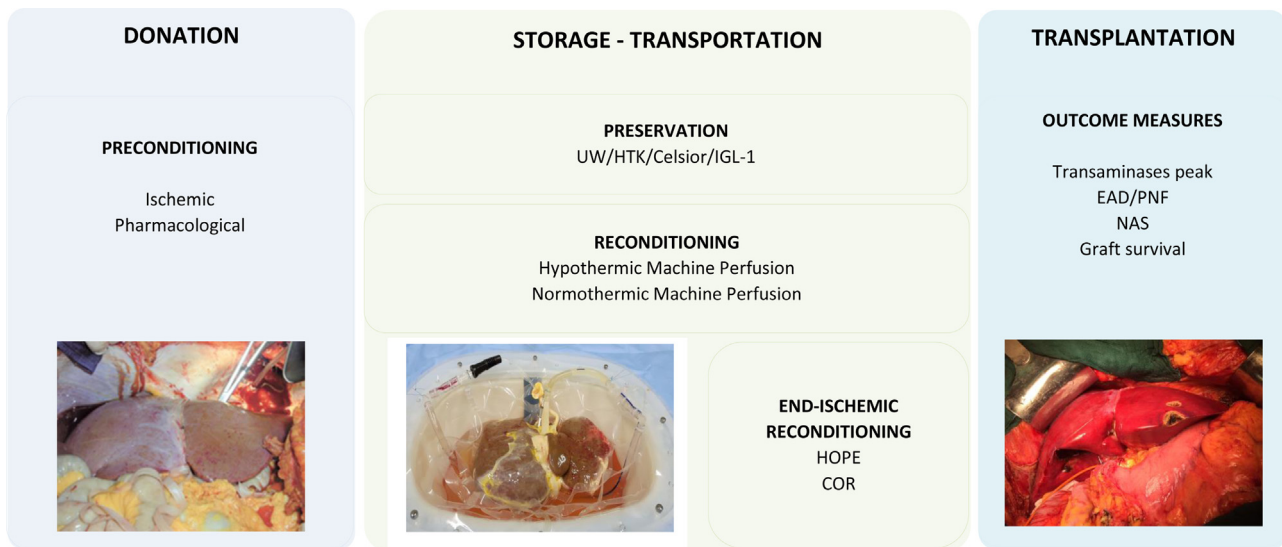 DONATION
PRECONDITIONING
Ischemic
Pharmacological
STORAGE - TRANSPORTATION
PRESERVATION
UW/HTK/Celsior/IGL-1
RECONDITIONING
Hypothermic Machine Perfusion
Normothermic Machine Perfusion
END-ISCHEMIC
RECONDITIONING
HOPE
COR
TRANSPLANTATION
OUTCOME MEASURES
Transaminases peak
EAD/PNF
NAS
Graft survival